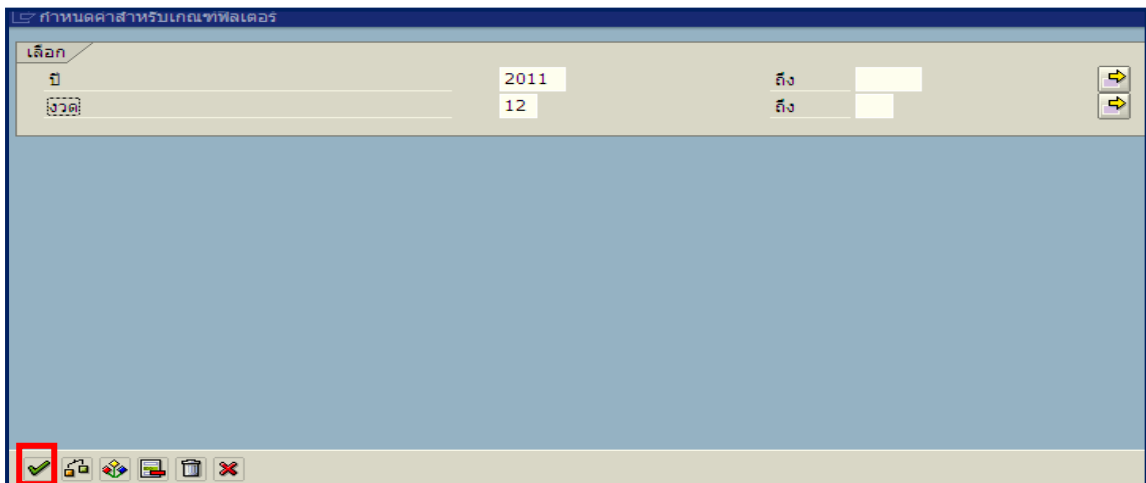 กำหนดค่าสำหรับเกณฑ์ฟิลเตอร์
เลือก
ปี 2011 ถึง
งวด 12 ถึง